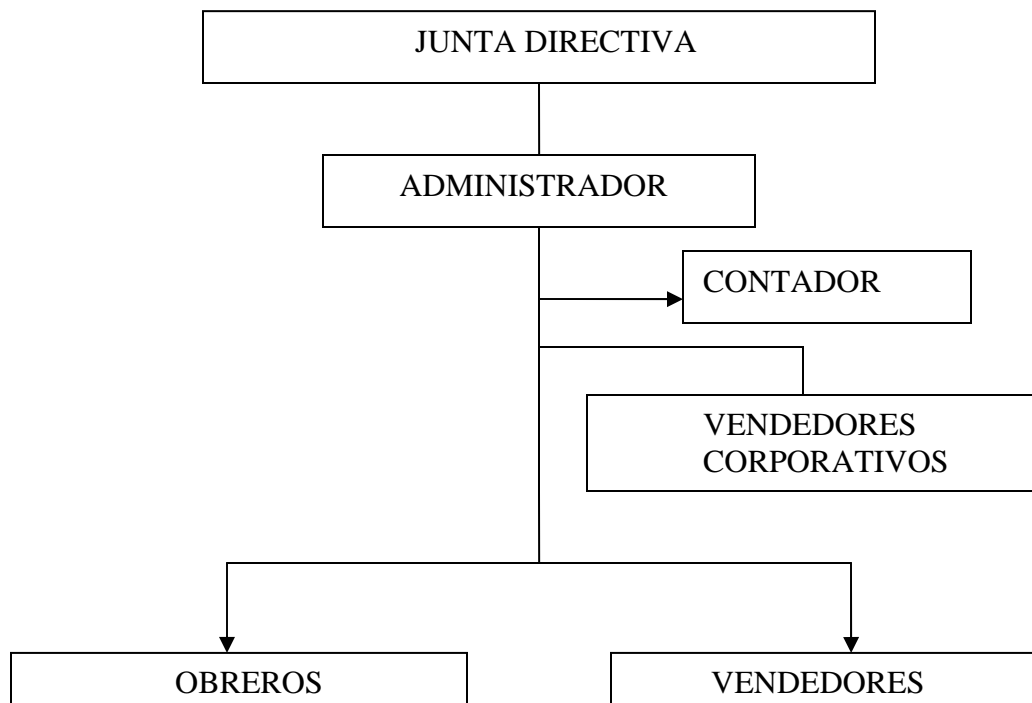 JUNTA DIRECTIVA
ADMINISTRADOR
CONTADOR
VENDEDORES
CORPORATIVOS
OBREROS
VENDEDORES